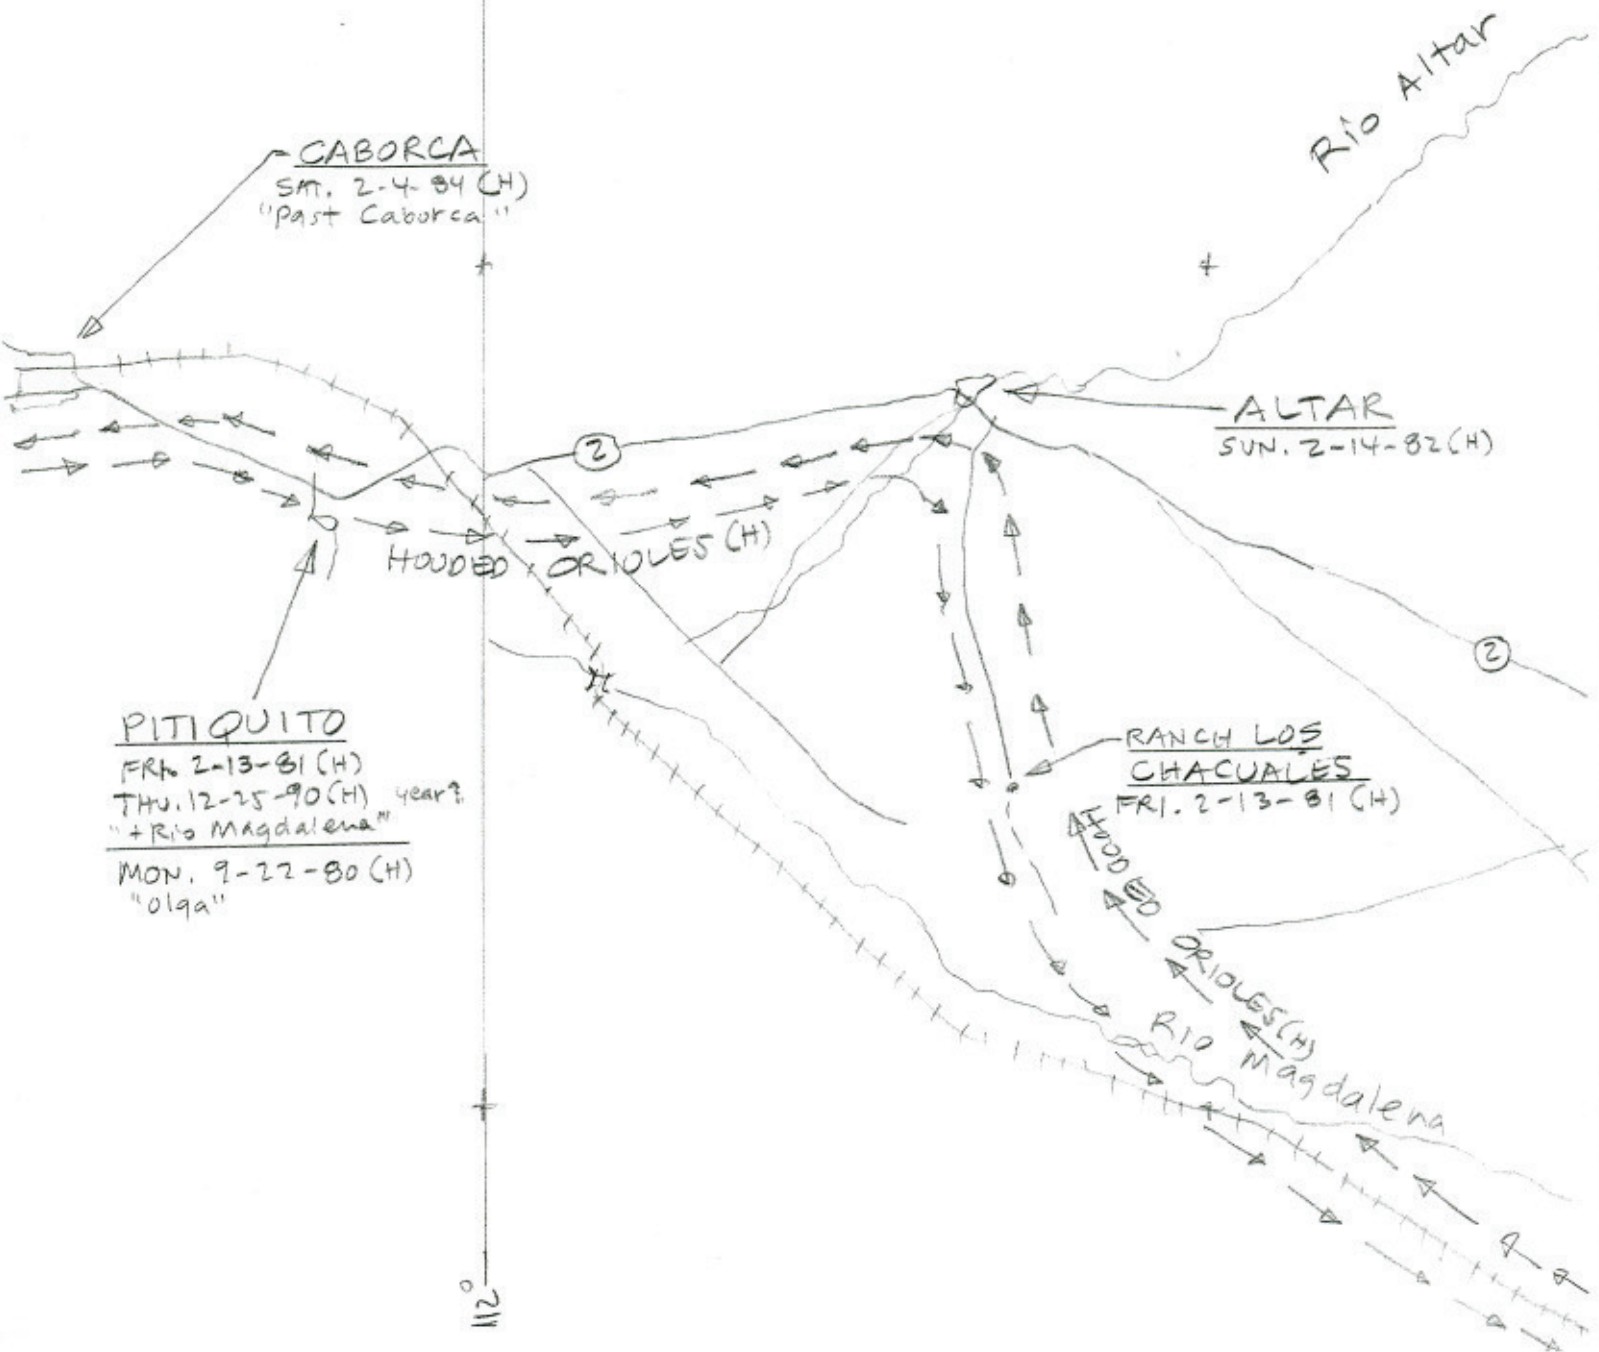 Río Altar
CABORCA
SAT. 2-4-84 (H)
"Past Caborca"
2
ALTAR
SUN. 2-14-82 (H)
HOODED ORIOLES (H)
2
PITIQUITO
FRI. 2-13-81 (H)
THU. 12-25-90 (H) year?
"+ Río Magdalena"
MON. 9-22-80 (H)
"Olga"
RANCH LOS
CHACUALES
FRI. 2-13-81 (H)
HOODED ORIOLES (H)
RIO Magdalena
112°